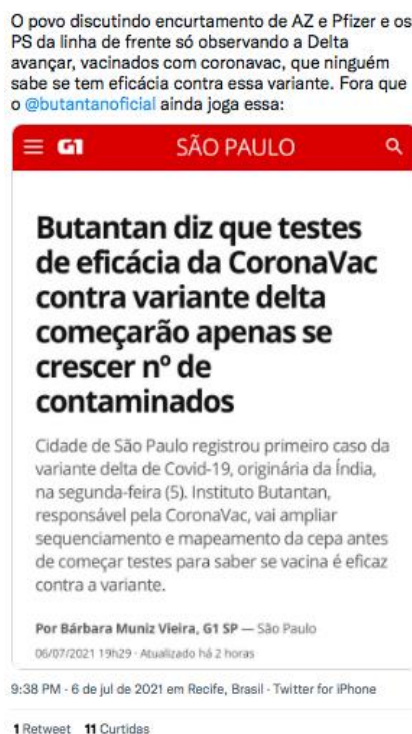 O povo discutindo encurtamento de AZ e Pfizer e os
PS da linha de frente só observando a Delta
avançar, vacinados com coronavac, que ninguém
sabe se tem eficácia contra essa variante. Fora que
o @butantanoficial ainda joga essa:
G1 SÃO PAULO
Butantan diz que testes
de eficácia da CoronaVac
contra variante delta
começarão apenas se
crescer nº de
contaminados
Cidade de São Paulo registrou primeiro caso da
variante delta de Covid-19, originária da Índia,
na segunda-feira (5). Instituto Butantan,
responsável pela CoronaVac, vai ampliar
sequenciamento e mapeamento da cepa antes
de começar testes para saber se vacina é eficaz
contra a variante.
Por Bárbara Muniz Vieira, G1 SP — São Paulo
06/07/2021 19h29 · Atualizado há 2 horas
9:38 PM · 6 de jul de 2021 em Recife, Brasil · Twitter for iPhone
1 Retweet 11 Curtidas